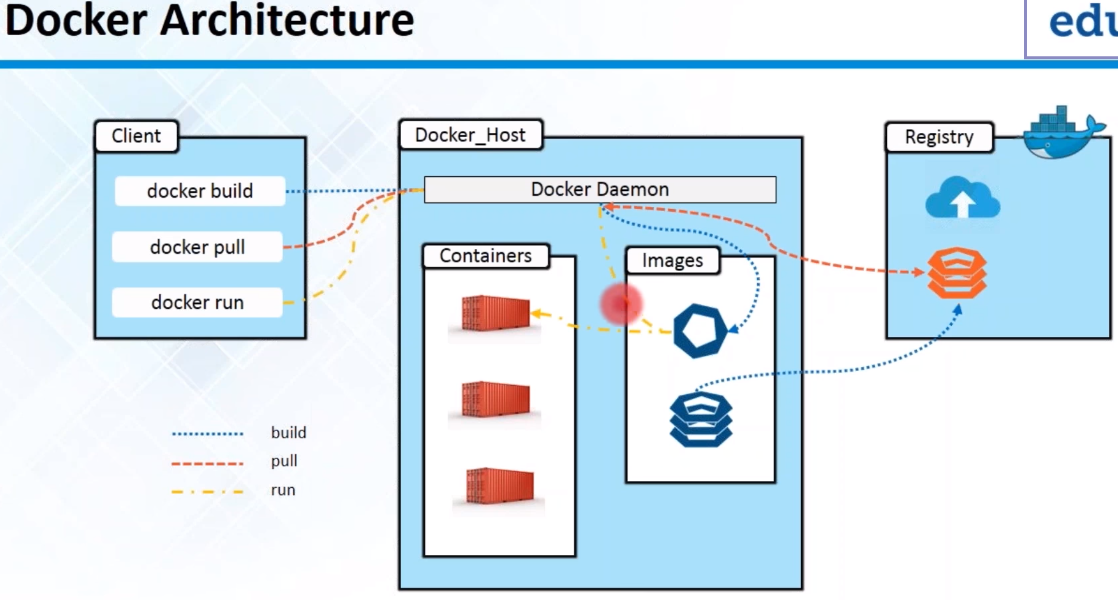 Docker Architecture
edu
Client
docker build
docker pull
docker run
Docker_Host
Docker Daemon
Containers
Images
Registry
build
pull
run